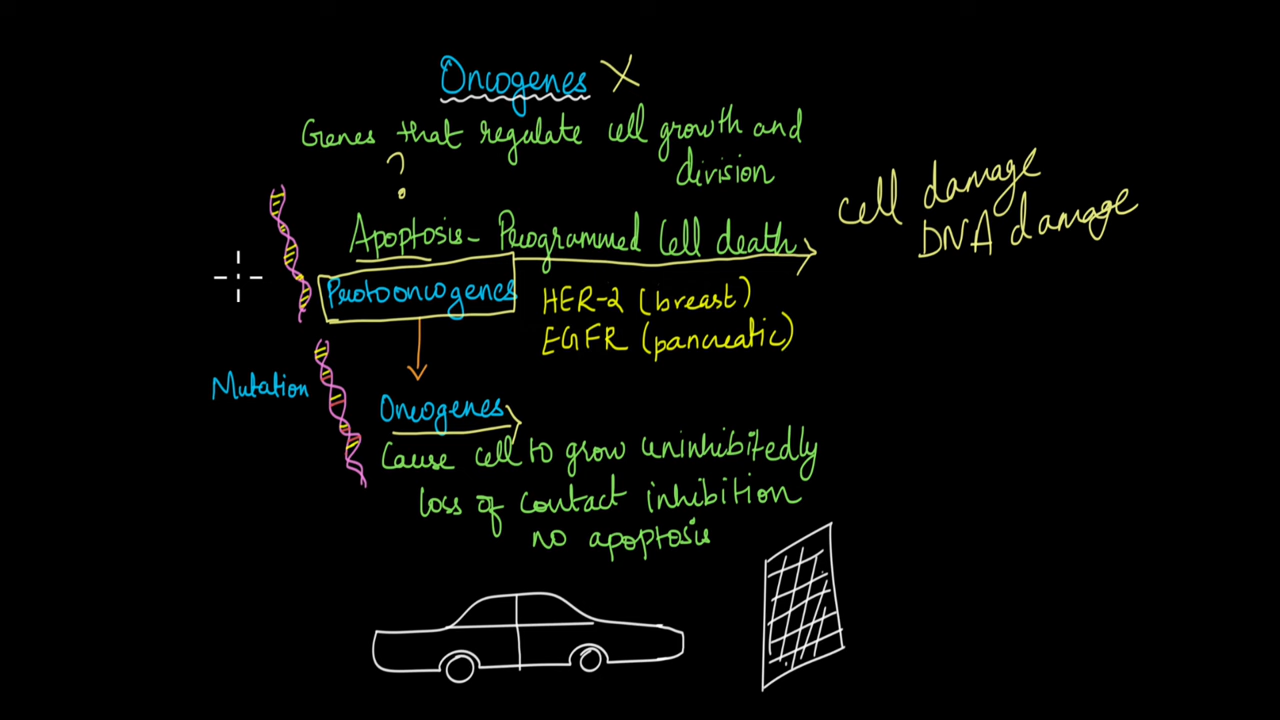 Oncogenes X
Genes that regulate cell growth and
division
?
cell damage
DNA damage
Apoptosis - Programmed Cell death
Protooncogenes
HER-2 (breast)
EGFR (pancreatic)
Mutation
Oncogenes
Cause cell to grow uninhibitedly
loss of contact inhibition
no apoptosis